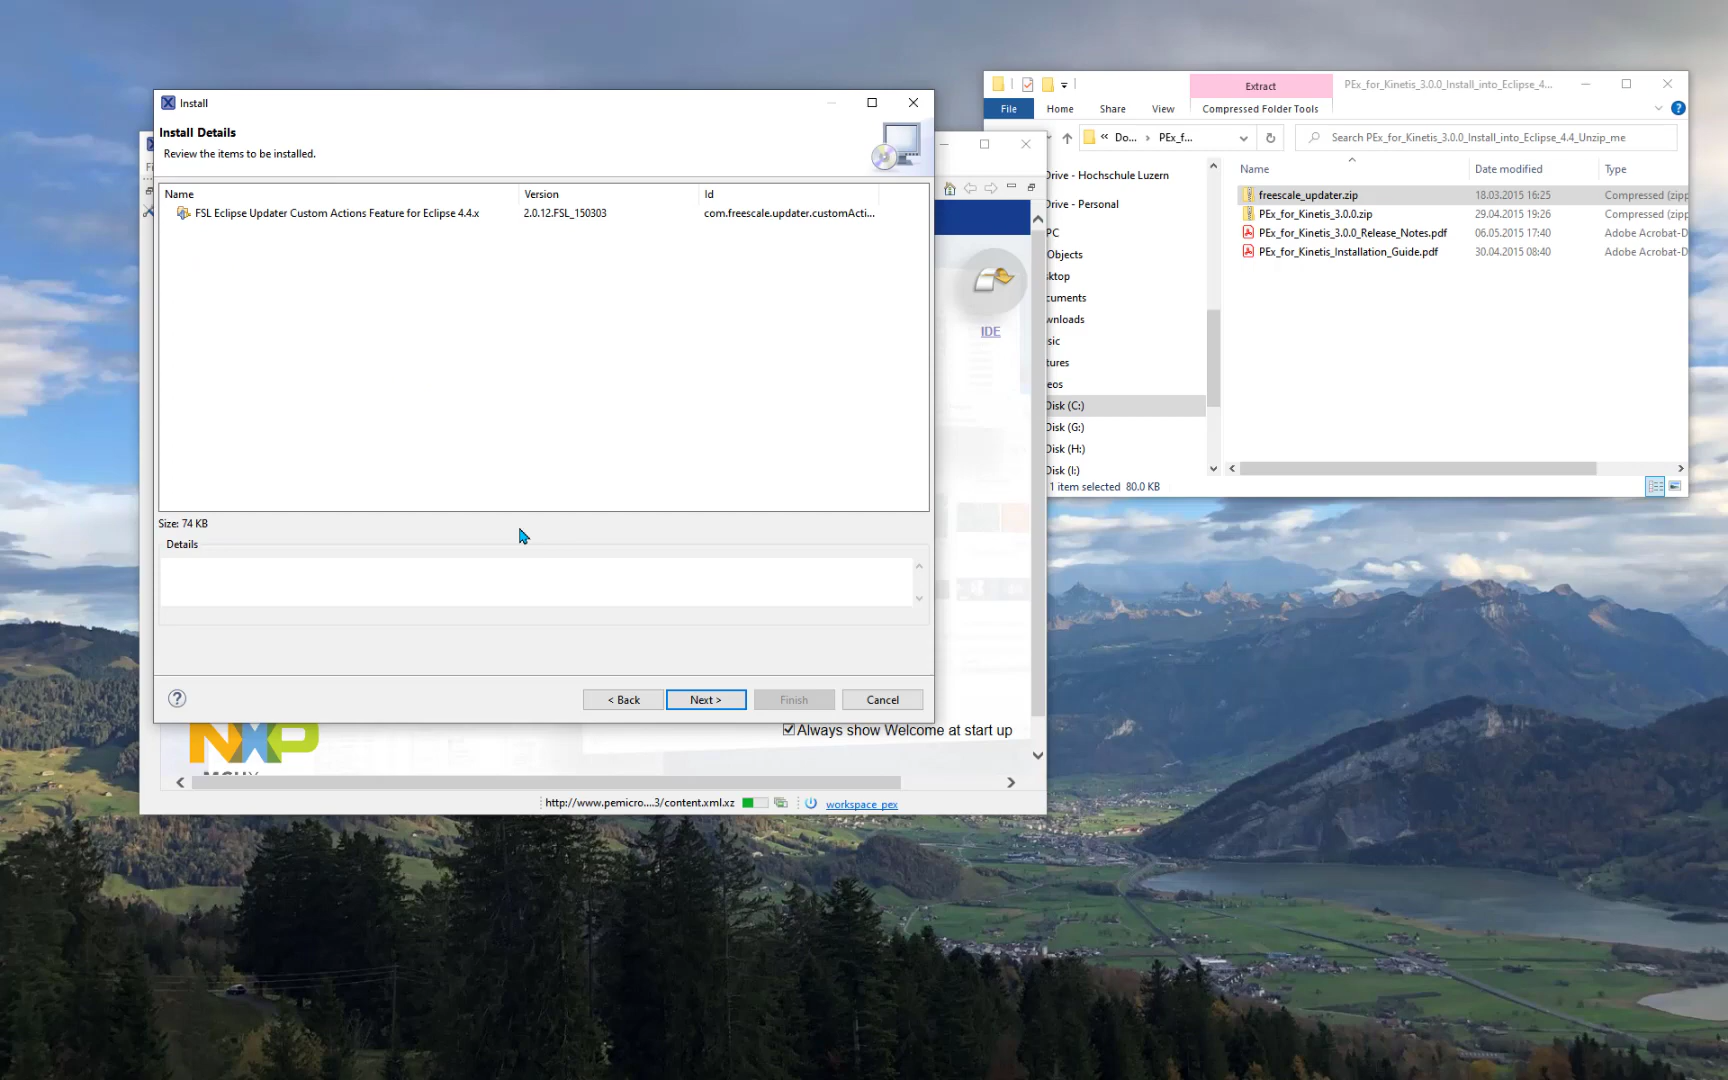 Install
Install Details
Review the items to be installed.
Name Version Id
FSL Eclipse Updater Custom Actions Feature for Eclipse 4.4.x 2.0.12.FSL_150303 com.freescale.updater.customActi...
Size: 74 KB
Details
< Back Next > Finish Cancel
IDE
NXP
Always show Welcome at start up
http://www.pemicro....3/content.xml.xz workspace_pex
Extract PEx_for_Kinetis_3.0.0_Install_into_Eclipse_4...
File Home Share View Compressed Folder Tools
« Do... › PEx_f... Search PEx_for_Kinetis_3.0.0_Install_into_Eclipse_4.4_Unzip_me
Drive - Hochschule Luzern
Drive - Personal
PC
Objects
sktop
cuments
wnloads
sic
tures
eos
Disk (C:)
Disk (G:)
Disk (H:)
Disk (I:)
Name Date modified Type
freescale_updater.zip 18.03.2015 16:25 Compressed (zipp
PEx_for_Kinetis_3.0.0.zip 29.04.2015 19:26 Compressed (zipp
PEx_for_Kinetis_3.0.0_Release_Notes.pdf 06.05.2015 17:40 Adobe Acrobat-D
PEx_for_Kinetis_Installation_Guide.pdf 30.04.2015 08:40 Adobe Acrobat-D
1 item selected 80.0 KB